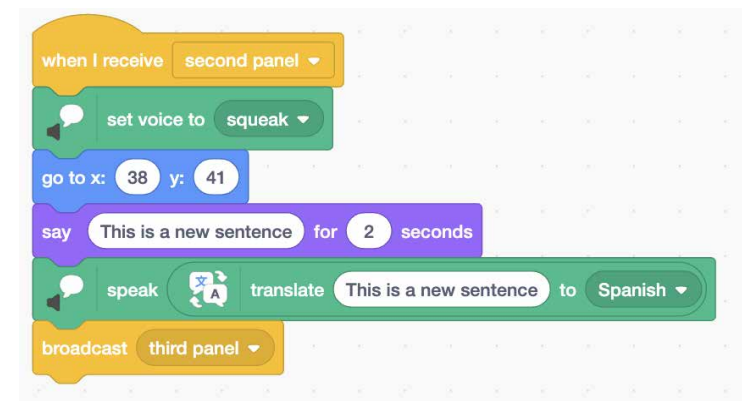 when I receive second panel
set voice to squeak
go to x: 38 y: 41
say This is a new sentence for 2 seconds
speak 文 A translate This is a new sentence to Spanish
broadcast third panel